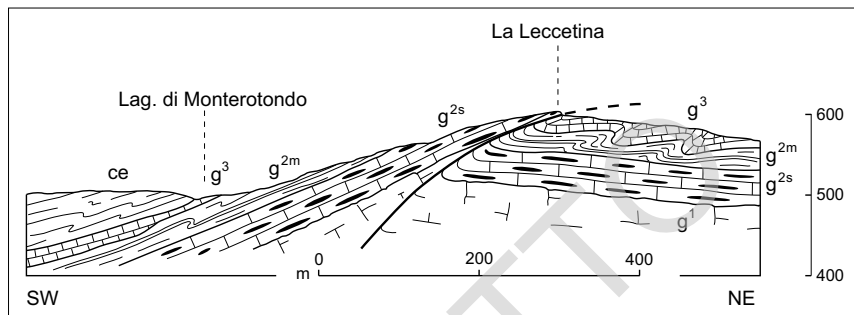 La Leccetina
Lag. di Monterotondo
ce
g³
g²ᵐ
g²ˢ
g³
g²ᵐ
g²ˢ
g¹
600
500
400
m 0 200 400
SW NE
TTO